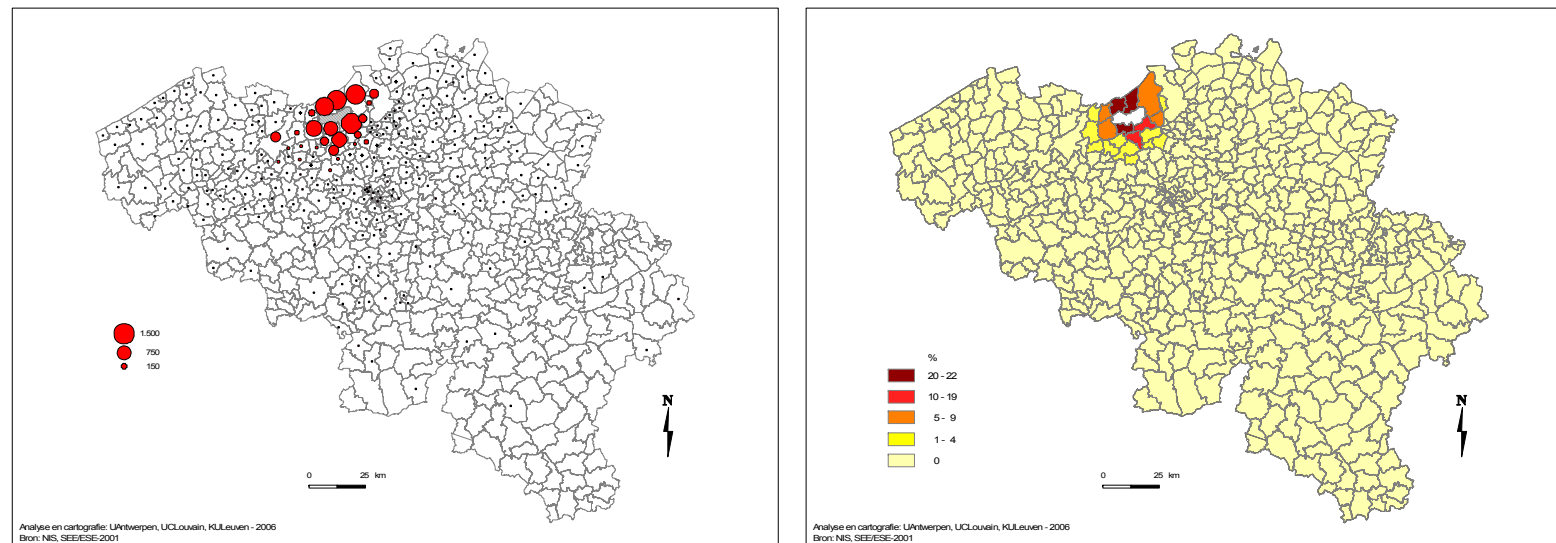 1.500
750
150
N
0 25 km
Analyse en cartografie: UAntwerpen, UCLouvain, KULeuven - 2006
Bron: NIS, SEE/ESE-2001
%
20 - 22
10 - 19
5 - 9
1 - 4
0
N
0 25 km
Analyse en cartografie: UAntwerpen, UCLouvain, KULeuven - 2006
Bron: NIS, SEE/ESE-2001